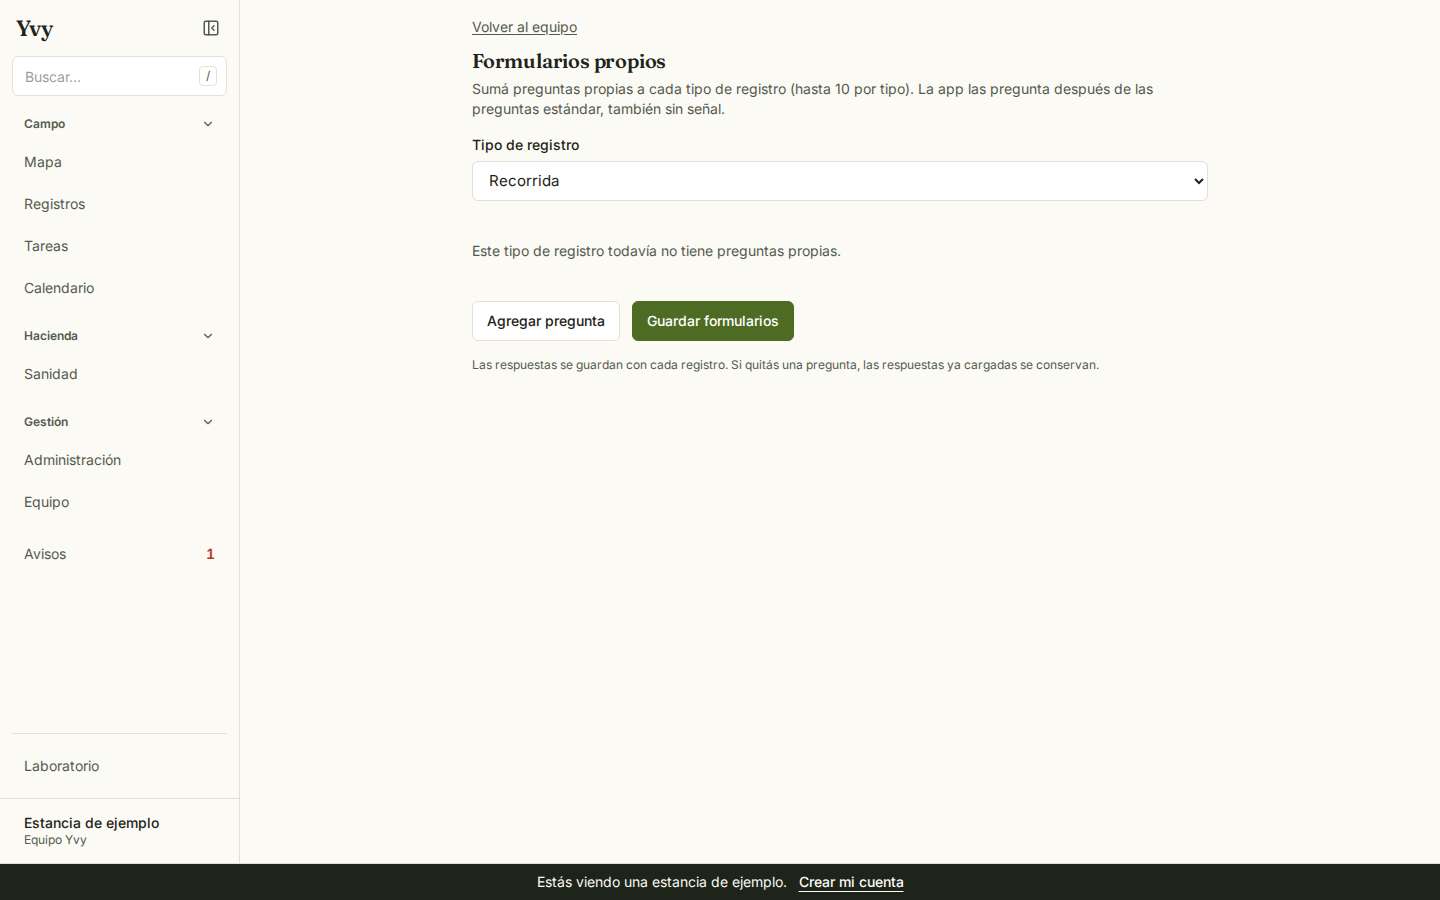 Yvy
Buscar...
/
Campo
Mapa
Registros
Tareas
Calendario
Hacienda
Sanidad
Gestión
Administración
Equipo
Avisos
1
Laboratorio
Estancia de ejemplo
Equipo Yvy
Volver al equipo
Formularios propios
Sumá preguntas propias a cada tipo de registro (hasta 10 por tipo). La app las pregunta después de las
preguntas estándar, también sin señal.
Tipo de registro
Recorrida
Este tipo de registro todavía no tiene preguntas propias.
Agregar pregunta
Guardar formularios
Las respuestas se guardan con cada registro. Si quitás una pregunta, las respuestas ya cargadas se conservan.
Estás viendo una estancia de ejemplo. Crear mi cuenta